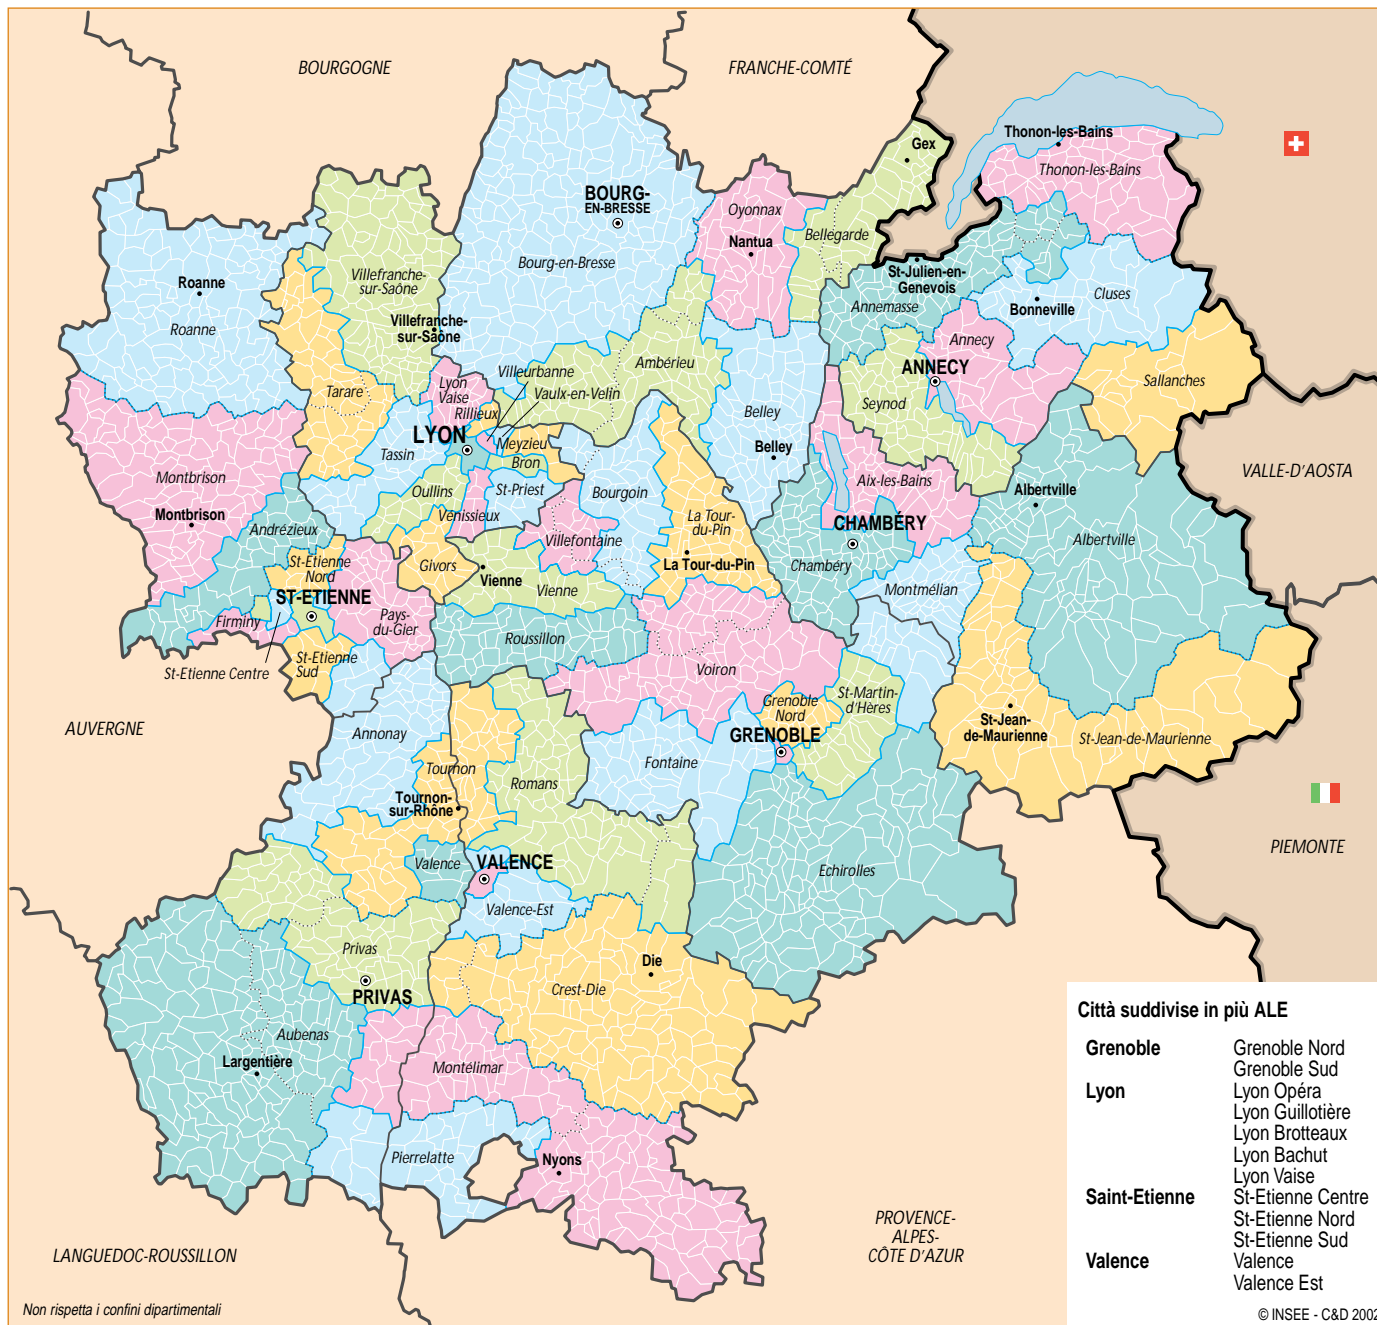 BOURGOGNE
FRANCHE-COMTÉ
Thonon-les-Bains
Gex
Thonon-les-Bains
BOURG-
EN-BRESSE
Oyonnax
Nantua
Bellegarde
Bourg-en-Bresse
Villefranche-
sur-Saône
Roanne
Roanne
St-Julien-en-
Genevois
Annemasse
Cluses
Bonneville
Villefranche-
sur-Saône
Annecy
ANNECY
Ambérieu
Villeurbanne
Vaulx-en-Velin
Lyon
Vaise
Rillieux
Tarare
Seynod
Sallanches
Belley
Belley
LYON
Meyzieu
Bron
Tassin
Oullins
St-Priest
Bourgoin
Vénissieux
Villefontaine
Montbrison
Montbrison
Andrézieux
La Tour-
du-Pin
La Tour-du-Pin
Aix-les-Bains
CHAMBÉRY
Chambéry
Albertville
Albertville
VALLE-D'AOSTA
St-Etienne
Nord
ST-ETIENNE
Givors
Vienne
Vienne
Montmélian
Firminy
Pays-
du-Gier
Roussillon
St-Etienne
Sud
St-Etienne Centre
Voiron
St-Martin-
d'Hères
Grenoble
Nord
GRENOBLE
AUVERGNE
Annonay
Fontaine
St-Jean-
de-Maurienne
St-Jean-de-Maurienne
Tournon
Romans
Tournon-
sur-Rhône
Valence
VALENCE
Valence-Est
Echirolles
PIEMONTE
Privas
PRIVAS
Die
Crest-Die
Aubenas
Largentière
Montélimar
Pierrelatte
Nyons
PROVENCE-
ALPES-
CÔTE D'AZUR
LANGUEDOC-ROUSSILLON
Non rispetta i confini dipartimentali
Città suddivise in più ALE
Grenoble Grenoble Nord
Grenoble Sud
Lyon Lyon Opéra
Lyon Guillotière
Lyon Brotteaux
Lyon Bachut
Lyon Vaise
Saint-Etienne St-Etienne Centre
St-Etienne Nord
St-Etienne Sud
Valence Valence
Valence Est
© INSEE - C&D 2002